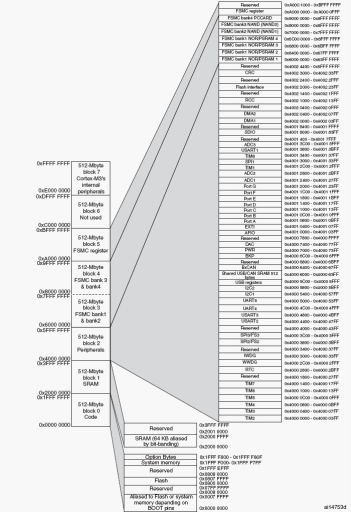 Reserved 0xA000 1000 - 0xBFFF FFFF
FSMC register 0xA000 0000 - 0xA000 0FFF
FSMC bank4 PCCARD 0x9000 0000 - 0x9FFF FFFF
FSMC bank3 NAND (NAND2) 0x8000 0000 - 0x8FFF FFFF
FSMC bank2 NAND (NAND1) 0x7000 0000 - 0x7FFF FFFF
FSMC bank1 NOR/PSRAM 4 0x6C00 0000 - 0x6FFF FFFF
FSMC bank1 NOR/PSRAM 3 0x6800 0000 - 0x6BFF FFFF
FSMC bank1 NOR/PSRAM 2 0x6400 0000 - 0x67FF FFFF
FSMC bank1 NOR/PSRAM 1 0x6000 0000 - 0x63FF FFFF
Reserved
CRC 0x4002 3000 - 0x4002 33FF
Reserved 0x4002 2400 - 0x4002 2FFF
Flash interface 0x4002 2000 - 0x4002 23FF
Reserved 0x4002 1400 - 0x4002 1FFF
RCC 0x4002 1000 - 0x4002 13FF
Reserved
DMA2 0x4002 0400 - 0x4002 07FF
DMA1 0x4002 0000 - 0x4002 03FF
Reserved
SDIO
Reserved
ADC3 0x4001 3C00 - 0x4001 3FFF
USART1 0x4001 3800 - 0x4001 3BFF
TIM8 0x4001 3400 - 0x4001 37FF
SPI1 0x4001 3000 - 0x4001 33FF
TIM1 0x4001 2C00 - 0x4001 2FFF
ADC2 0x4001 2800 - 0x4001 2BFF
ADC1 0x4001 2400 - 0x4001 27FF
Port G 0x4001 2000 - 0x4001 23FF
Port F 0x4001 1C00 - 0x4001 1FFF
Port E 0x4001 1800 - 0x4001 1BFF
Port D 0x4001 1400 - 0x4001 17FF
Port C 0x4001 1000 - 0x4001 13FF
Port B 0x4001 0C00 - 0x4001 0FFF
Port A 0x4001 0800 - 0x4001 0BFF
EXTI 0x4001 0400 - 0x4001 07FF
AFIO 0x4001 0000 - 0x4001 03FF
Reserved 0x4000 7800 - 0x4000 FFFF
DAC 0x4000 7400 - 0x4000 77FF
PWR 0x4000 7000 - 0x4000 73FF
BKP 0x4000 6C00 - 0x4000 6FFF
Reserved 0x4000 6800 - 0x4000 6BFF
BxCAN 0x4000 6400 - 0x4000 67FF
Shared USB/CAN SRAM 512 bytes 0x4000 6000 - 0x4000 63FF
USB registers 0x4000 5C00 - 0x4000 5FFF
I2C2 0x4000 5800 - 0x4000 5BFF
I2C1 0x4000 5400 - 0x4000 57FF
UART5 0x4000 5000 - 0x4000 53FF
UART4 0x4000 4C00 - 0x4000 4FFF
USART3 0x4000 4800 - 0x4000 4BFF
USART2 0x4000 4400 - 0x4000 47FF
Reserved 0x4000 4000 - 0x4000 43FF
SPI3/I2S3 0x4000 3C00 - 0x4000 3FFF
SPI2/I2S2 0x4000 3800 - 0x4000 3BFF
Reserved 0x4000 3400 - 0x4000 37FF
IWDG 0x4000 3000 - 0x4000 33FF
WWDG 0x4000 2C00 - 0x4000 2FFF
RTC 0x4000 2800 - 0x4000 2BFF
Reserved
TIM7 0x4000 1400 - 0x4000 17FF
TIM6 0x4000 1000 - 0x4000 13FF
TIM5 0x4000 0C00 - 0x4000 0FFF
TIM4 0x4000 0800 - 0x4000 0BFF
TIM3 0x4000 0400 - 0x4000 07FF
TIM2 0x4000 0000 - 0x4000 03FF
0xFFFF FFFF
512-Mbyte
block 7
Cortex-M3's
internal
peripherals
0xE000 0000
0xDFFF FFFF
512-Mbyte
block 6
Not used
0xC000 0000
0xBFFF FFFF
512-Mbyte
block 5
FSMC register
0xA000 0000
0x9FFF FFFF
512-Mbyte
block 4
FSMC bank 3
& bank4
0x8000 0000
0x7FFF FFFF
512-Mbyte
block 3
FSMC bank1
& bank2
0x6000 0000
0x5FFF FFFF
512-Mbyte
block 2
Peripherals
0x4000 0000
0x3FFF FFFF
512-Mbyte
block 1
SRAM
0x2000 0000
0x1FFF FFFF
512-Mbyte
block 0
Code
0x0000 0000
Reserved
0x3FFF FFFF
0x2001 0000
SRAM (64 KB aliased
by bit-banding)
0x2000 FFFF
0x2000 0000
Option Bytes 0x1FFF F800 - 0x1FFF F80F
System memory 0x1FFF F000- 0x1FFF F7FF
Reserved
0x1FFF EFFF
0x0808 0000
Flash
0x0807 FFFF
0x0800 0000
Reserved
0x07FF FFFF
0x0008 0000
Aliased to Flash or system
memory depending on
BOOT pins
0x0007 FFFF
0x0000 0000
ai14753d